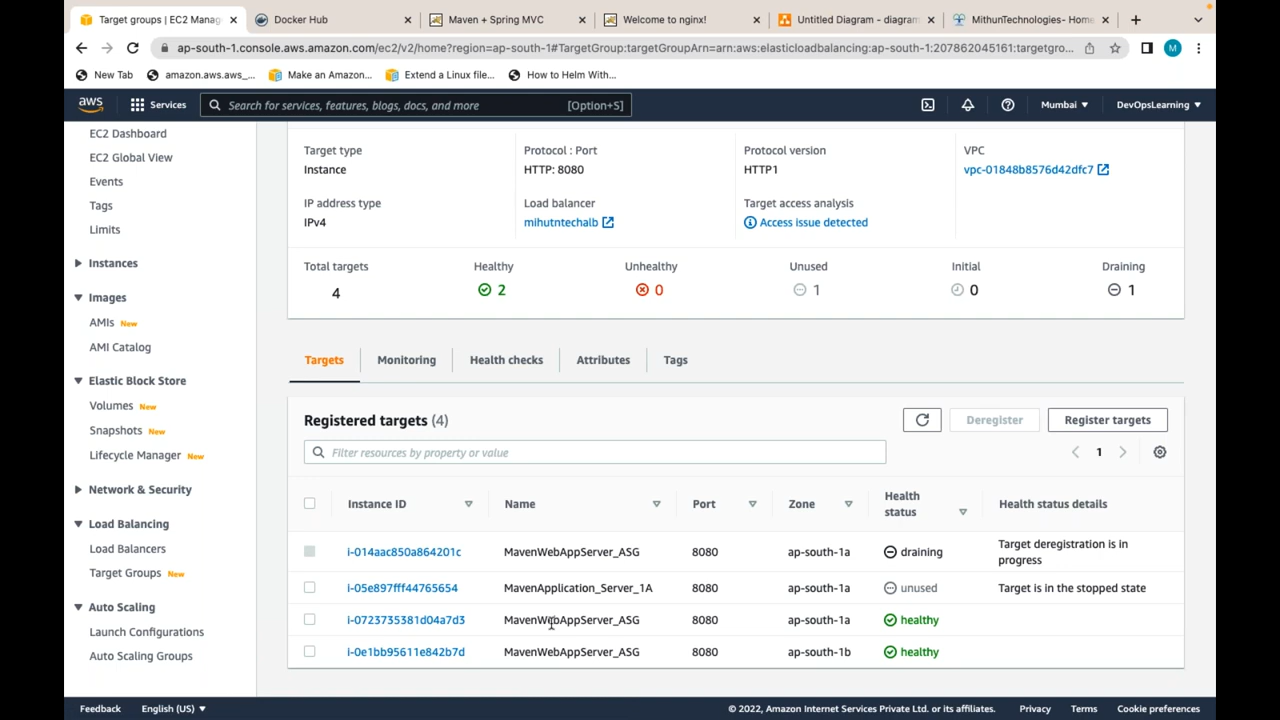 Target groups | EC2 Manag
Docker Hub
Maven + Spring MVC
Welcome to nginx!
Untitled Diagram - diagram
MithunTechnologies- Home
ap-south-1.console.aws.amazon.com/ec2/v2/home?region=ap-south-1#TargetGroup:targetGroupArn=arn:aws:elasticloadbalancing:ap-south-1:207862045161:targetgro...
M
New Tab
amazon.aws.aws_...
Make an Amazon...
Extend a Linux file...
How to Helm With...
aws
Services
Search for services, features, blogs, docs, and more
[Option+S]
Mumbai
DevOpsLearning
EC2 Dashboard
EC2 Global View
Events
Tags
Limits
Instances
Images
AMIs New
AMI Catalog
Elastic Block Store
Volumes New
Snapshots New
Lifecycle Manager New
Network & Security
Load Balancing
Load Balancers
Target Groups New
Auto Scaling
Launch Configurations
Auto Scaling Groups
Target type
Instance
Protocol : Port
HTTP: 8080
Protocol version
HTTP1
VPC
vpc-01848b8576d42dfc7
IP address type
IPv4
Load balancer
mihutntechalb
Target access analysis
Access issue detected
Total targets
4
Healthy
2
Unhealthy
0
Unused
1
Initial
0
Draining
1
Targets
Monitoring
Health checks
Attributes
Tags
Registered targets (4)
Deregister
Register targets
Filter resources by property or value
1
Instance ID
Name
Port
Zone
Health
status
Health status details
i-014aac850a864201c
MavenWebAppServer_ASG
8080
ap-south-1a
draining
Target deregistration is in
progress
i-05e897fff44765654
MavenApplication_Server_1A
8080
ap-south-1a
unused
Target is in the stopped state
i-0723735381d04a7d3
MavenWebAppServer_ASG
8080
ap-south-1a
healthy
i-0e1bb95611e842b7d
MavenWebAppServer_ASG
8080
ap-south-1b
healthy
Feedback
English (US)
© 2022, Amazon Internet Services Private Ltd. or its affiliates.
Privacy
Terms
Cookie preferences